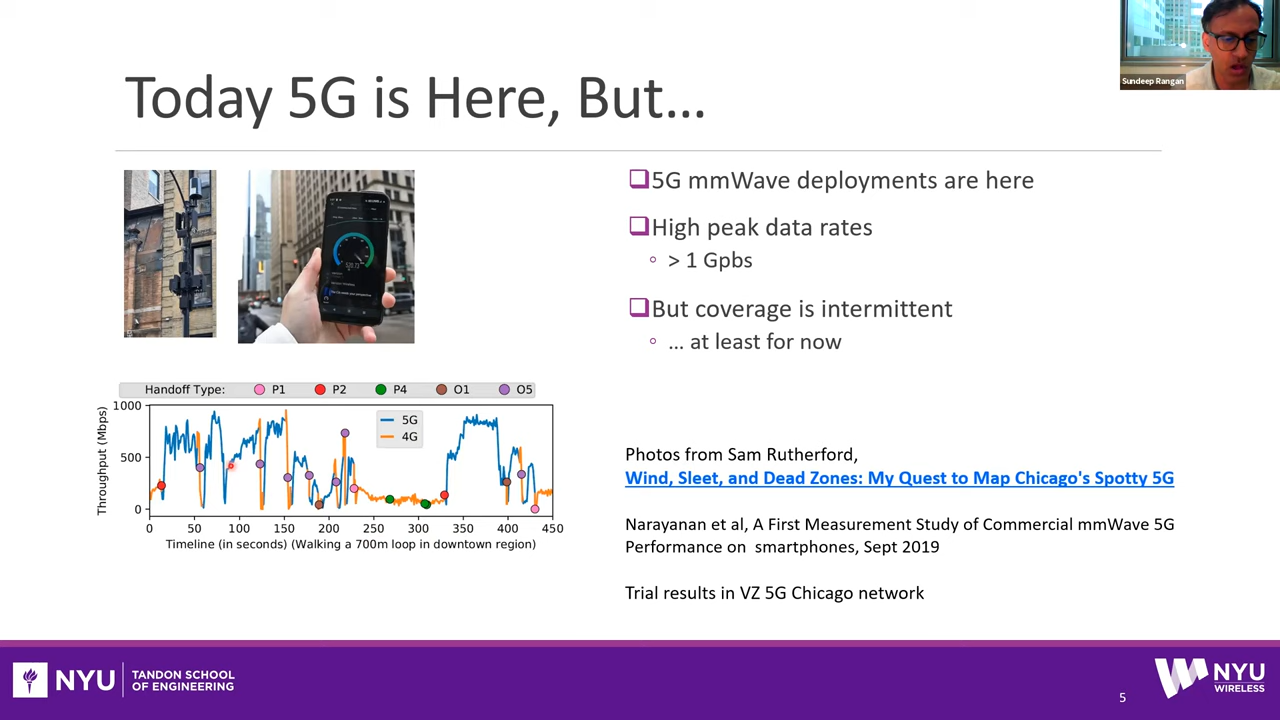 Sundeep Rangan
Today 5G is Here, But…
❑5G mmWave deployments are here
❑High peak data rates
◦ > 1 Gpbs
❑But coverage is intermittent
◦ … at least for now
Handoff Type: P1 P2 P4 O1 O5
Throughput (Mbps)
1000
500
0
5G
4G
0 50 100 150 200 250 300 350 400 450
Timeline (in seconds) (Walking a 700m loop in downtown region)
Photos from Sam Rutherford,
Wind, Sleet, and Dead Zones: My Quest to Map Chicago's Spotty 5G
Narayanan et al, A First Measurement Study of Commercial mmWave 5G
Performance on smartphones, Sept 2019
Trial results in VZ 5G Chicago network
NYU
TANDON SCHOOL
OF ENGINEERING
5
NYU
WIRELESS